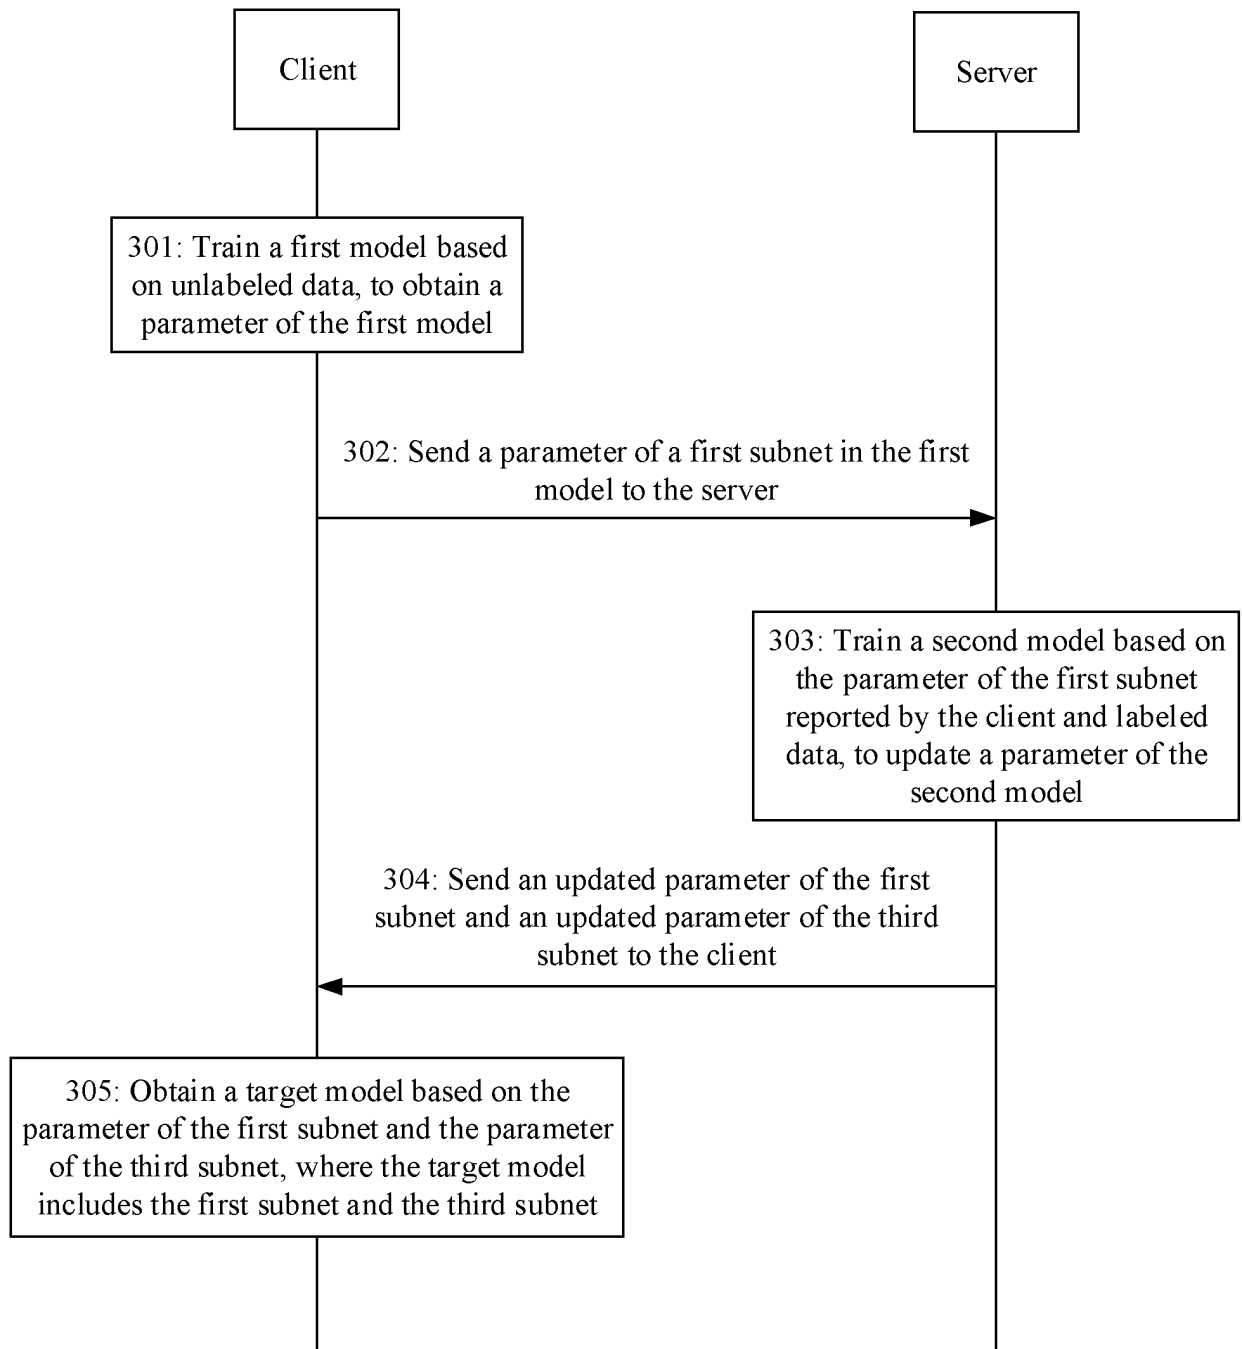 Client
Server
301: Train a first model based
on unlabeled data, to obtain a
parameter of the first model
302: Send a parameter of a first subnet in the first
model to the server
303: Train a second model based on
the parameter of the first subnet
reported by the client and labeled
data, to update a parameter of the
second model
304: Send an updated parameter of the first
subnet and an updated parameter of the third
subnet to the client
305: Obtain a target model based on the
parameter of the first subnet and the parameter
of the third subnet, where the target model
includes the first subnet and the third subnet